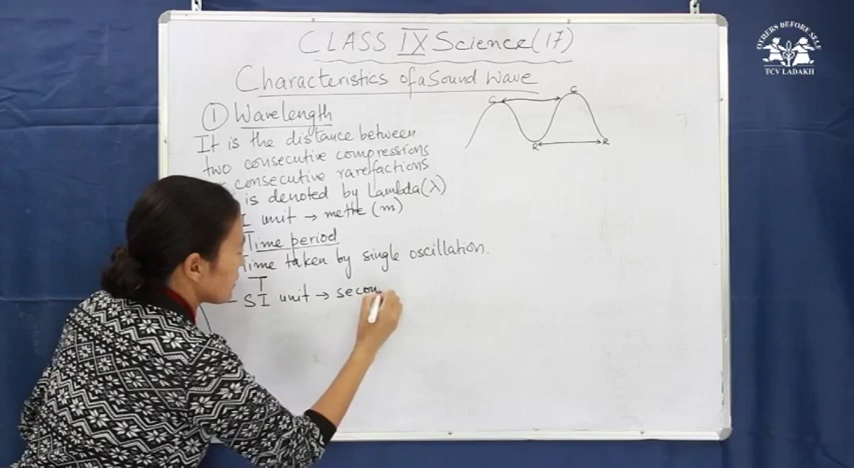 CLASS IX Science (17)
Characteristics of a Sound Wave
① Wavelength
It is the distance between
two consecutive compressions
consecutive rarefactions
is denoted by Lambda (λ)
I unit → metre (m)
Time period
Time taken by single oscillation.
T
- SI unit → secon
C C
R R
OTHERS BEFORE SELF
TCV LADAKH